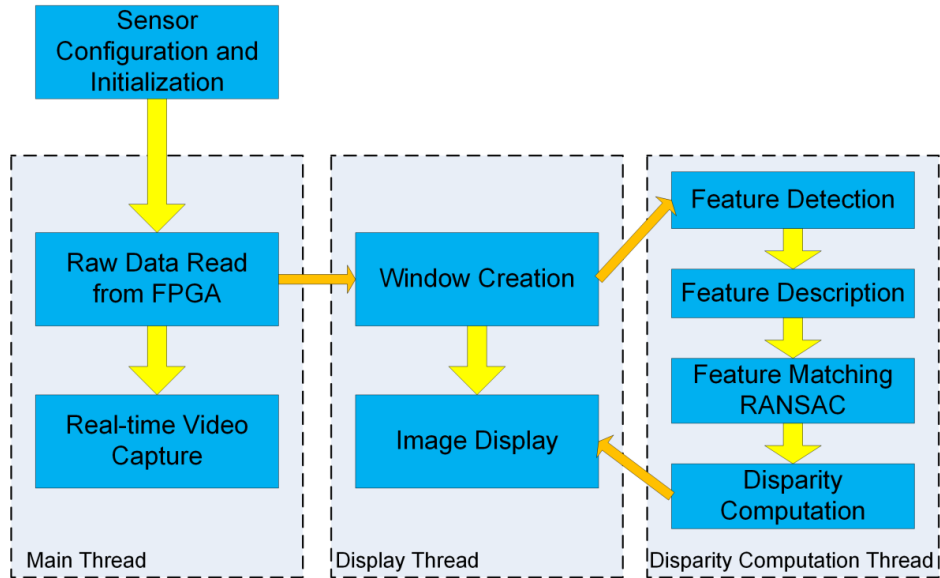 Sensor
Configuration and
Initialization
Raw Data Read
from FPGA
Real-time Video
Capture
Main Thread
Window Creation
Image Display
Display Thread
Feature Detection
Feature Description
Feature Matching
RANSAC
Disparity
Computation
Disparity Computation Thread